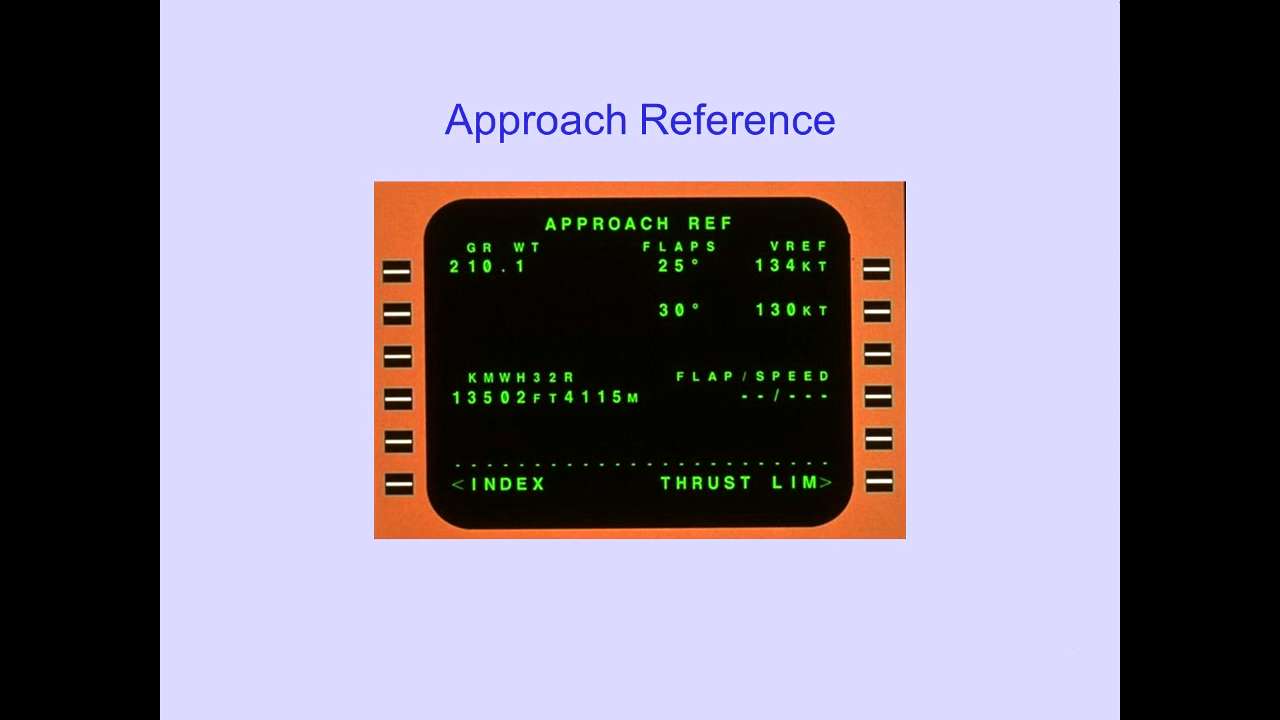 Approach Reference
APPROACH REF
GR WT FLAPS VREF
210.1 25° 134KT
30° 130KT
KMWH32R FLAP/SPEED
13502FT4115M --/---
------------------------
<INDEX THRUST LIM>